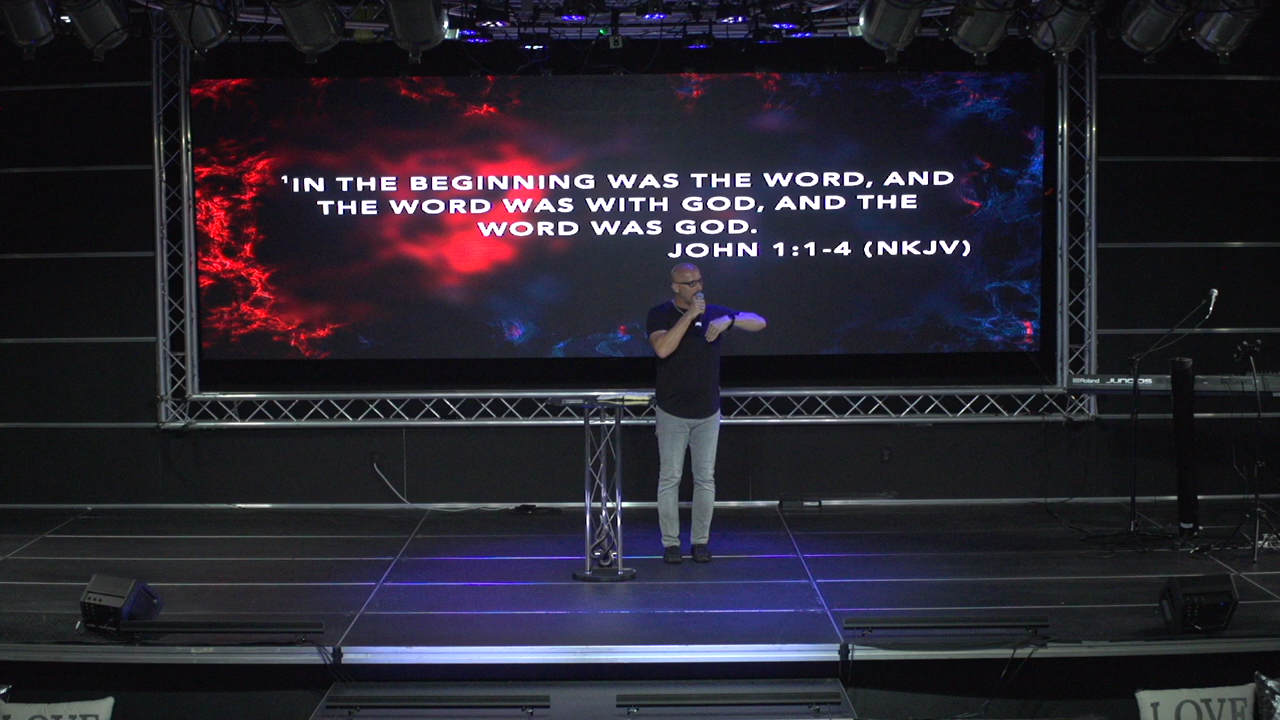 ¹IN THE BEGINNING WAS THE WORD, AND
THE WORD WAS WITH GOD, AND THE
WORD WAS GOD.
JOHN 1:1-4 (NKJV)
Roland JUNO-DS
LOVE
LOVE